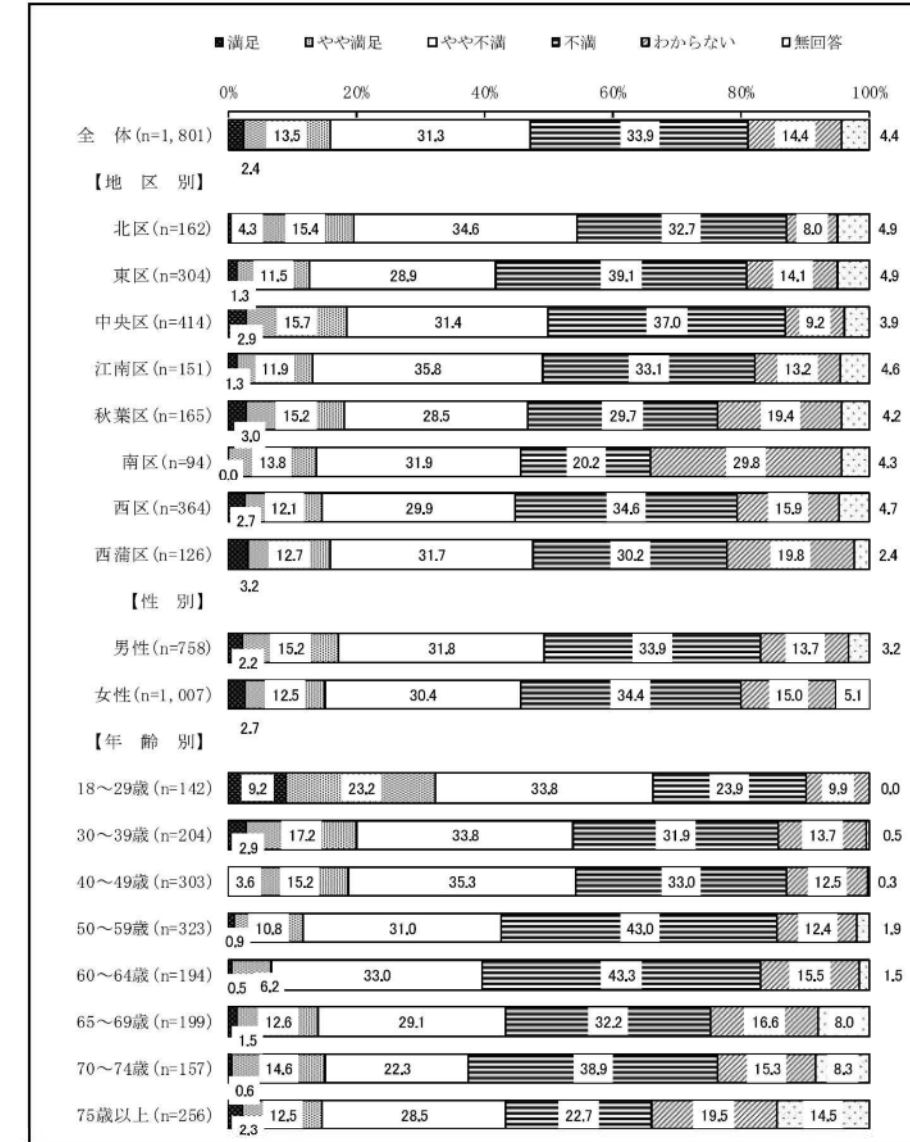 満足 やや満足 やや不満 不満 わからない 無回答
0% 20% 40% 60% 80% 100%
全 体(n=1,801) 13.5 31.3 33.9 14.4 4.4
2.4
【地 区 別】
北区(n=162) 4.3 15.4 34.6 32.7 8.0 4.9
東区(n=304) 11.5 28.9 39.1 14.1 4.9
1.3
中央区(n=414) 15.7 31.4 37.0 9.2 3.9
2.9
江南区(n=151) 11.9 35.8 33.1 13.2 4.6
1.3
秋葉区(n=165) 15.2 28.5 29.7 19.4 4.2
3.0
南区(n=94) 13.8 31.9 20.2 29.8 4.3
0.0
西区(n=364) 12.1 29.9 34.6 15.9 4.7
2.7
西蒲区(n=126) 12.7 31.7 30.2 19.8 2.4
3.2
【性 別】
男性(n=758) 15.2 31.8 33.9 13.7 3.2
2.2
女性(n=1,007) 12.5 30.4 34.4 15.0 5.1
2.7
【年 齢 別】
18～29歳(n=142) 9.2 23.2 33.8 23.9 9.9 0.0
30～39歳(n=204) 17.2 33.8 31.9 13.7 0.5
2.9
40～49歳(n=303) 3.6 15.2 35.3 33.0 12.5 0.3
50～59歳(n=323) 10.8 31.0 43.0 12.4 1.9
0.9
60～64歳(n=194) 33.0 43.3 15.5 1.5
0.5 6.2
65～69歳(n=199) 12.6 29.1 32.2 16.6 8.0
1.5
70～74歳(n=157) 14.6 22.3 38.9 15.3 8.3
0.6
75歳以上(n=256) 12.5 28.5 22.7 19.5 14.5
2.3